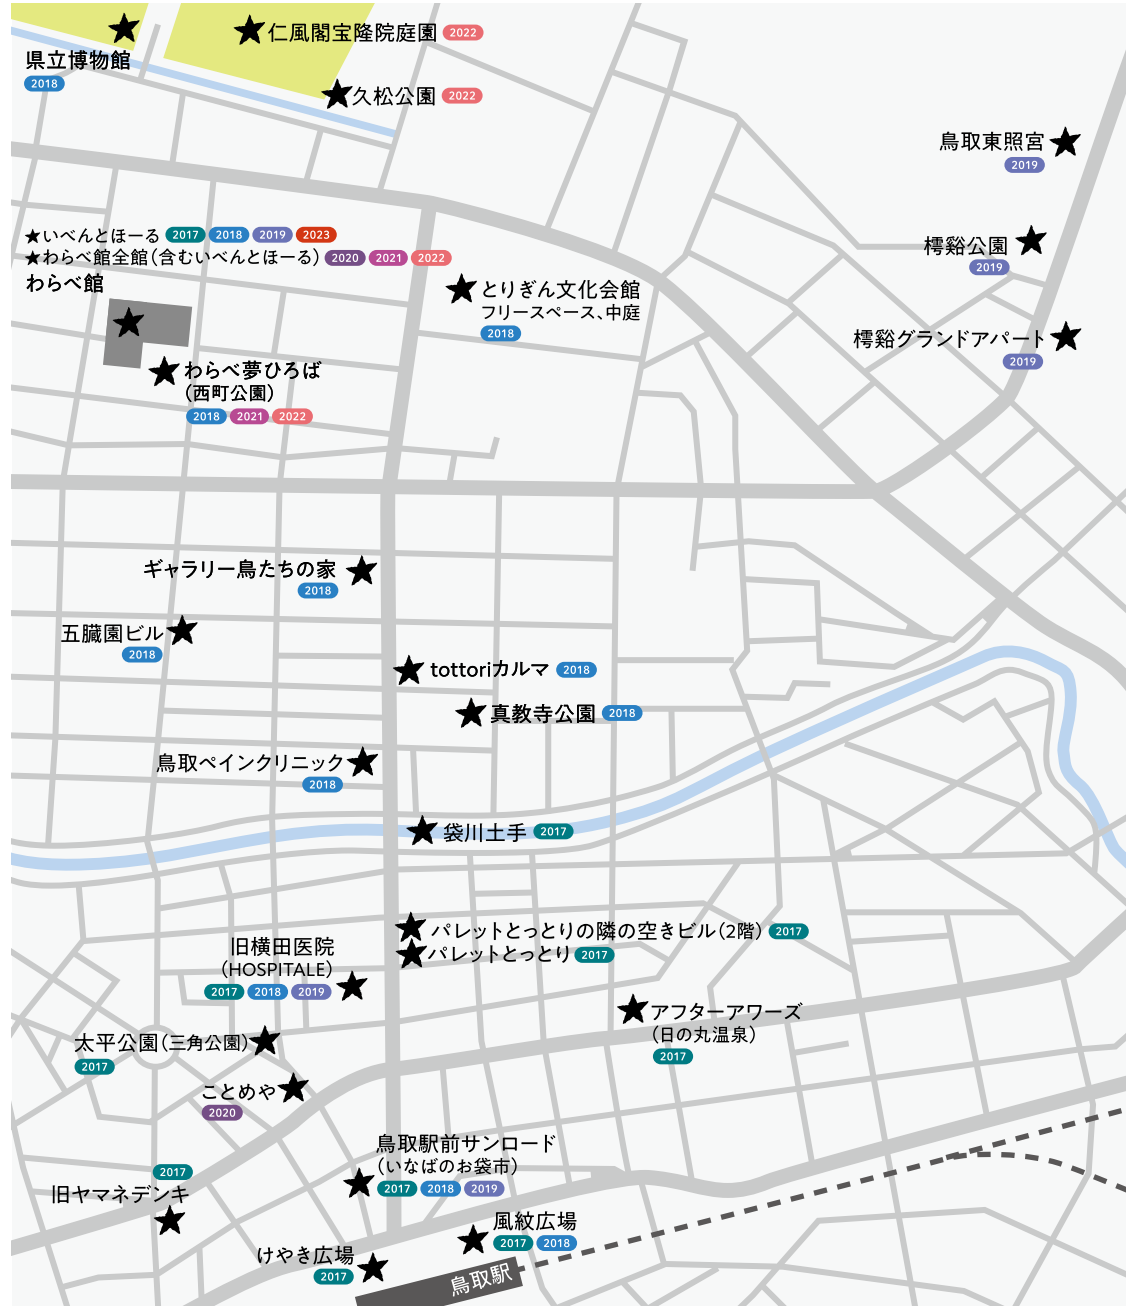 県立博物館
2018
仁風閣宝隆院庭園 2022
久松公園 2022
鳥取東照宮
2019
樗谿公園
2019
樗谿グランドアパート
2019
★いべんとほーる 2017 2018 2019 2023
★わらべ館全館(含むいべんとほーる) 2020 2021 2022
わらべ館
とりぎん文化会館
フリースペース、中庭
2018
わらべ夢ひろば
(西町公園)
2018 2021 2022
ギャラリー鳥たちの家
2018
五臓園ビル
2018
tottoriカルマ 2018
真教寺公園 2018
鳥取ペインクリニック
2018
袋川土手 2017
パレットとっとりの隣の空きビル(2階) 2017
パレットとっとり 2017
旧横田医院
(HOSPITALE)
2017 2018 2019
アフターアワーズ
(日の丸温泉)
2017
太平公園(三角公園)
2017
ことめや
2020
鳥取駅前サンロード
(いなばのお袋市)
2017 2018 2019
2017
旧ヤマネデンキ
風紋広場
2017 2018
けやき広場
2017
鳥取駅